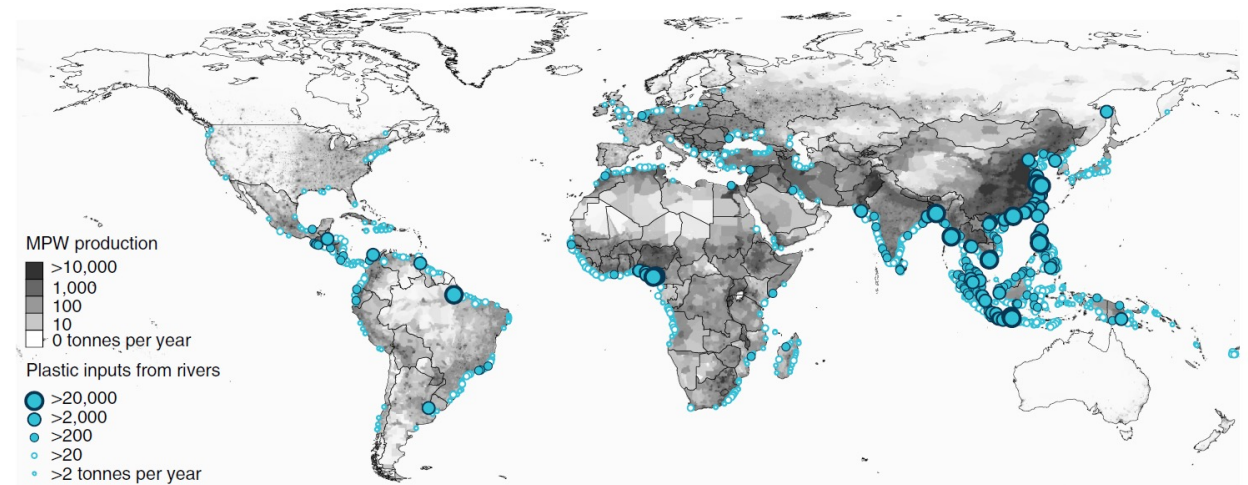 MPW production
>10,000
1,000
100
10
0 tonnes per year
Plastic inputs from rivers
>20,000
>2,000
>200
>20
>2 tonnes per year